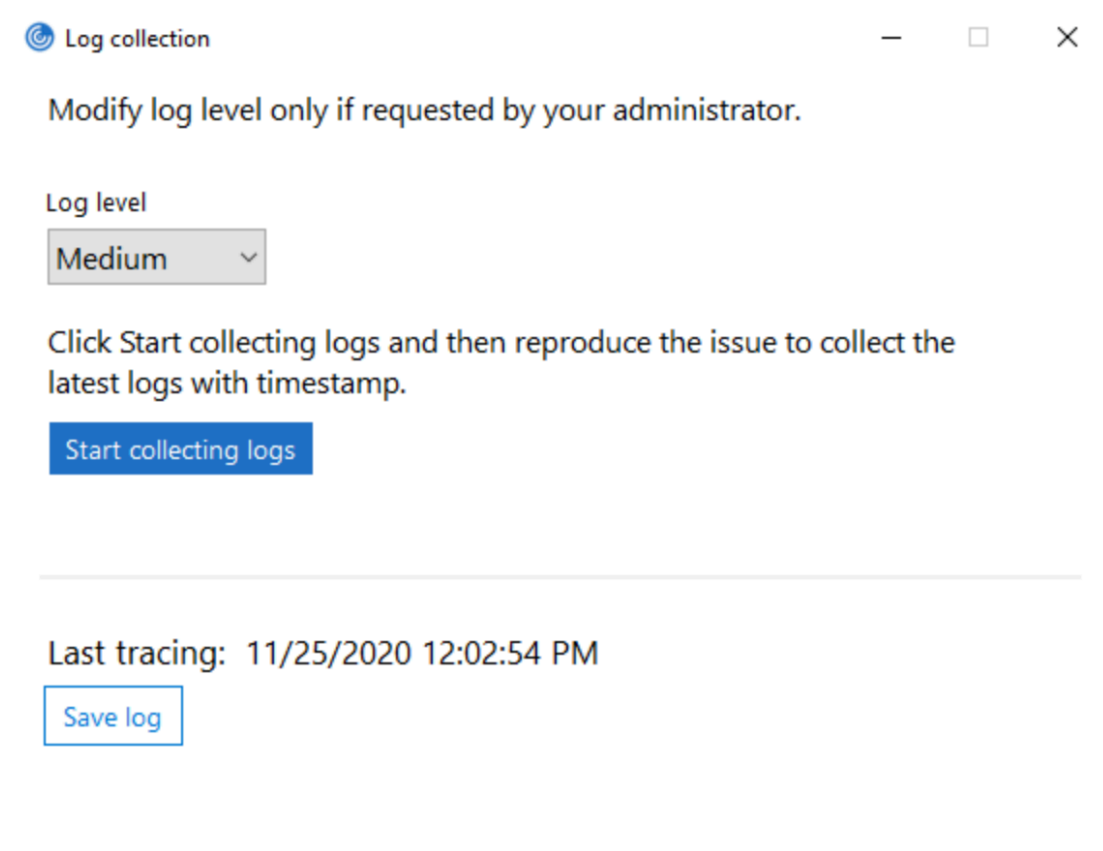 Log collection
Modify log level only if requested by your administrator.
Log level
Medium
Click Start collecting logs and then reproduce the issue to collect the
latest logs with timestamp.
Start collecting logs
Last tracing: 11/25/2020 12:02:54 PM
Save log